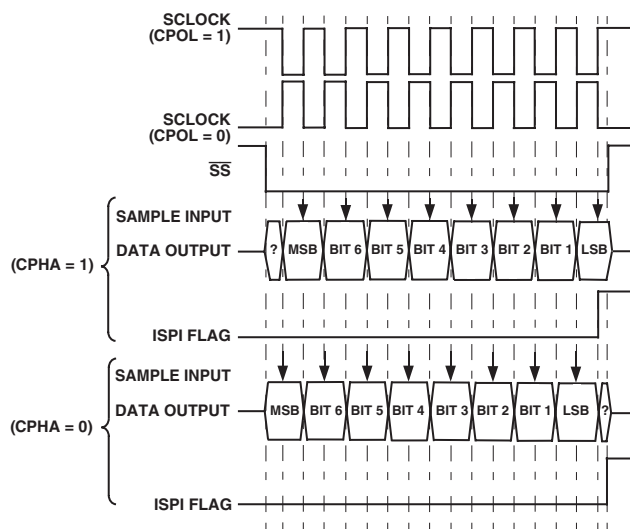 SCLOCK
(CPOL = 1)
SCLOCK
(CPOL = 0)
SS
(CPHA = 1)
SAMPLE INPUT
DATA OUTPUT
? MSB BIT 6 BIT 5 BIT 4 BIT 3 BIT 2 BIT 1 LSB
ISPI FLAG
(CPHA = 0)
SAMPLE INPUT
DATA OUTPUT
MSB BIT 6 BIT 5 BIT 4 BIT 3 BIT 2 BIT 1 LSB ?
ISPI FLAG